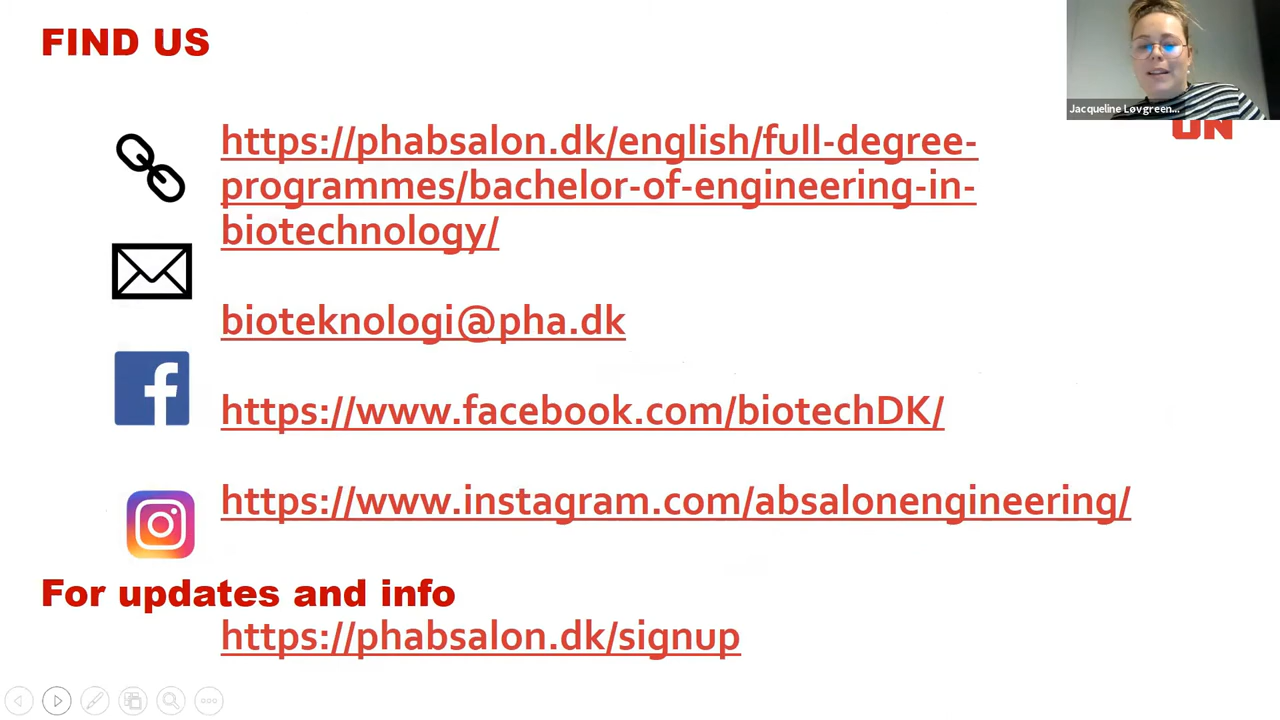 FIND US
Jacqueline Løvgreen...
https://phabsalon.dk/english/full-degree-
programmes/bachelor-of-engineering-in-
biotechnology/
bioteknologi@pha.dk
https://www.facebook.com/biotechDK/
https://www.instagram.com/absalonengineering/
For updates and info
https://phabsalon.dk/signup